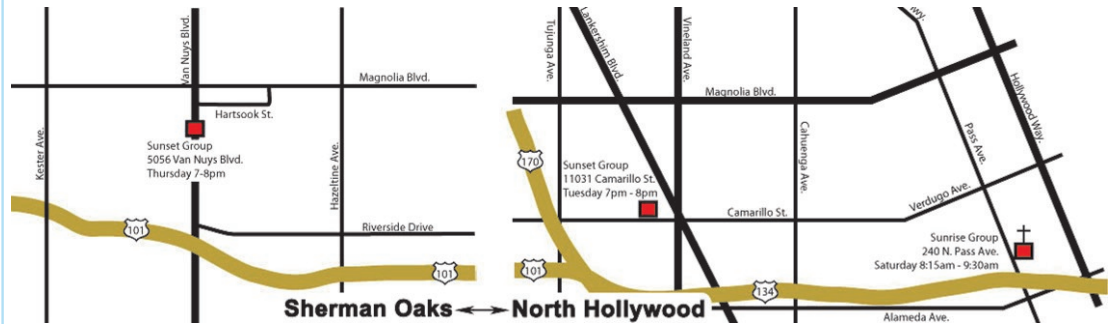 Van Nuys Blvd.
Magnolia Blvd.
Hartsook St.
Kester Ave.
Sunset Group
5056 Van Nuys Blvd.
Thursday 7-8pm
Hazeltine Ave.
Riverside Drive
101
101
Sherman Oaks
Tujunga Ave.
Lankershim Blvd.
Vineland Ave.
wy.
Magnolia Blvd.
Hollywood Way.
Cahuenga Ave.
Pass Ave.
170
Sunset Group
11031 Camarillo St.
Tuesday 7pm - 8pm
Camarillo St.
Verdugo Ave.
Sunrise Group
240 N. Pass Ave.
Saturday 8:15am - 9:30am
101
134
North Hollywood
Alameda Ave.